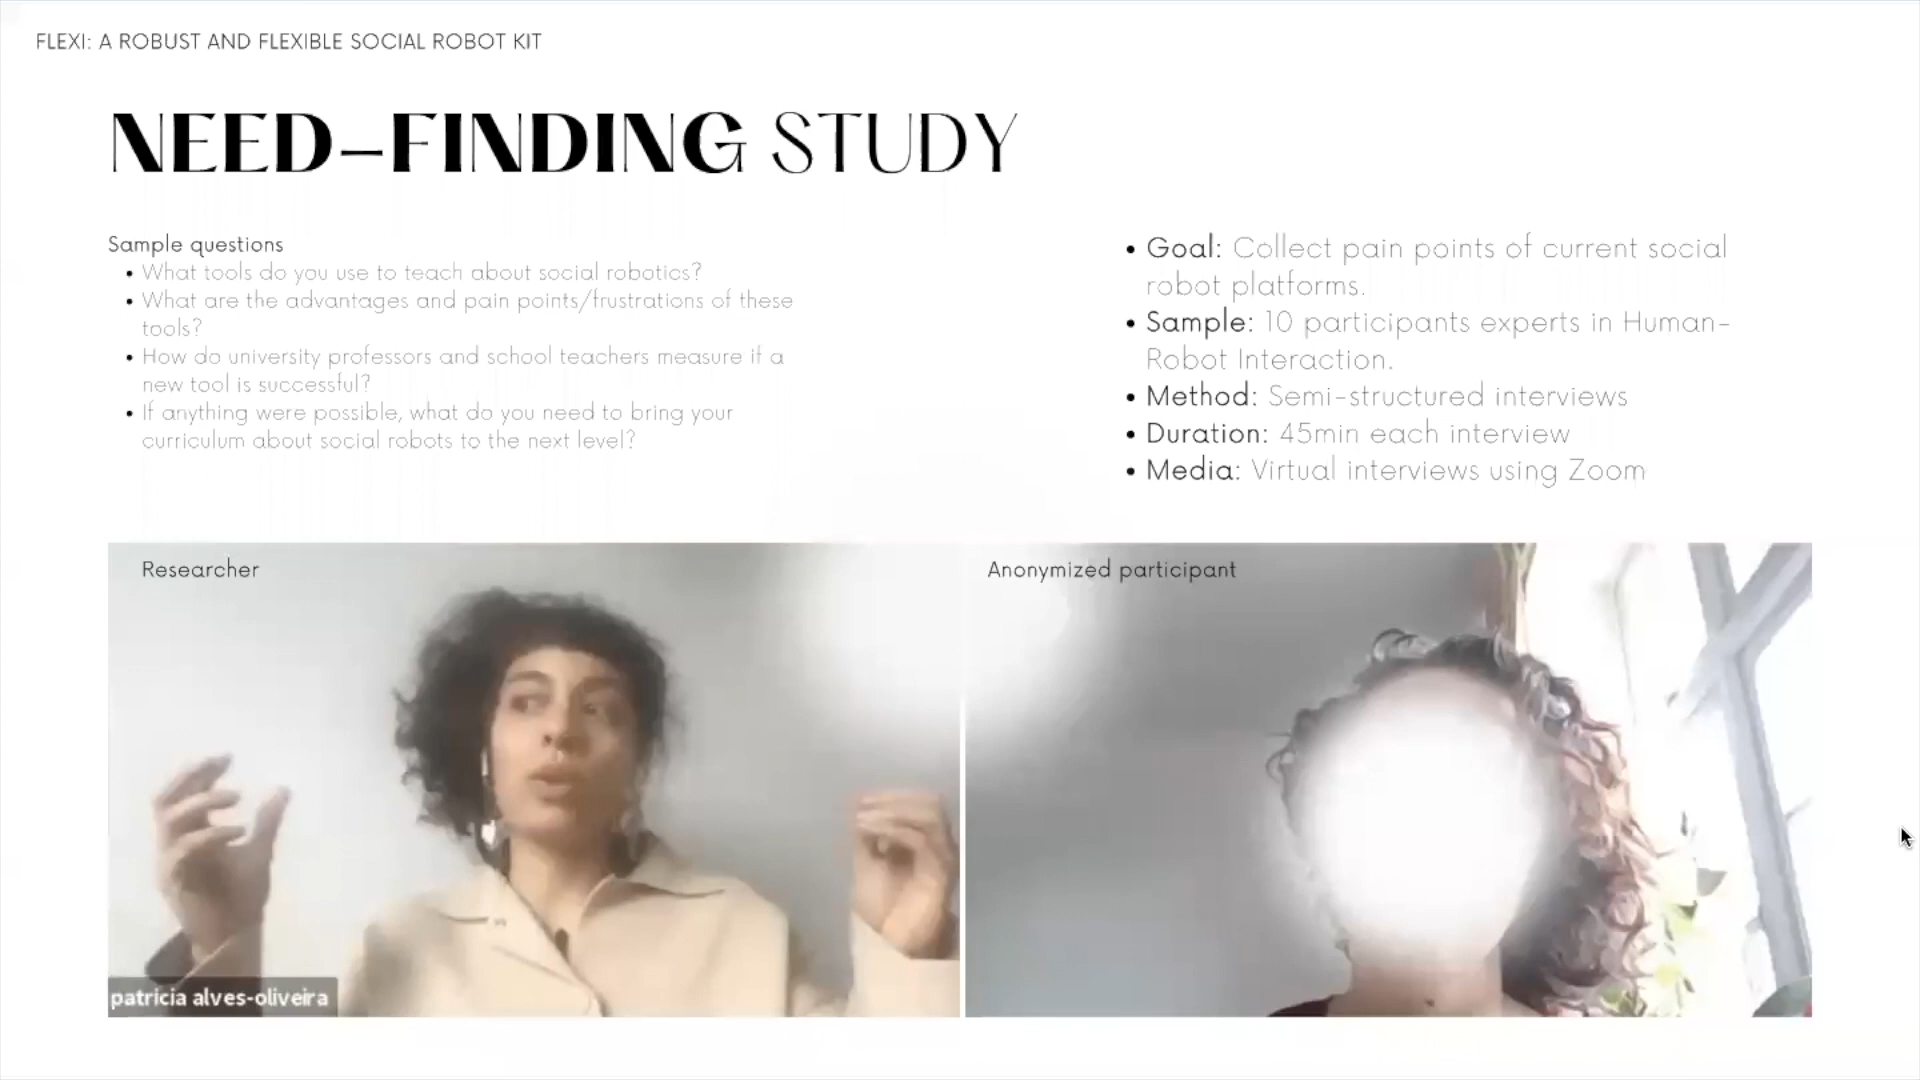 FLEXI: A ROBUST AND FLEXIBLE SOCIAL ROBOT KIT
NEED-FINDING STUDY
Sample questions
• What tools do you use to teach about social robotics?
• What are the advantages and pain points/frustrations of these
tools?
• How do university professors and school teachers measure if a
new tool is successful?
• If anything were possible, what do you need to bring your
curriculum about social robots to the next level?
• Goal: Collect pain points of current social
robot platforms.
• Sample: 10 participants experts in Human-
Robot Interaction.
• Method: Semi-structured interviews
• Duration: 45min each interview
• Media: Virtual interviews using Zoom
Researcher
Anonymized participant
patricia alves-oliveira